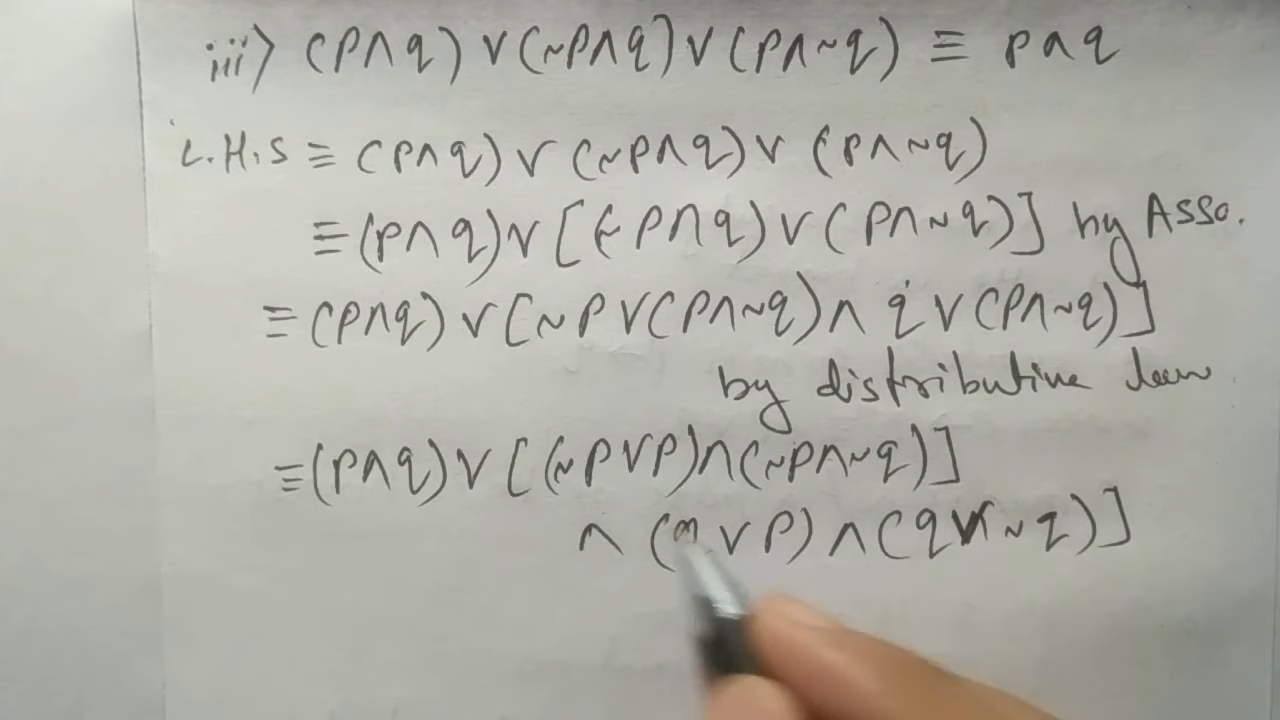 iii) (P∧q) ∨ (~P∧q) ∨ (P∧~q) ≡ P∧q
L.H.S ≡ (P∧q) ∨ (~P∧q) ∨ (P∧~q)
≡ (P∧q) ∨ [(~P∧q) ∨ (P∧~q)] by Asso.
≡ (P∧q) ∨ [~P ∨ (P∧~q) ∧ q ∨ (P∧~q)]
by distributive law
≡ (P∧q) ∨ [(~P∨P) ∧ (~P∧~q)]
∧ ( ∨ P) ∧ (q ∨ ~q)]